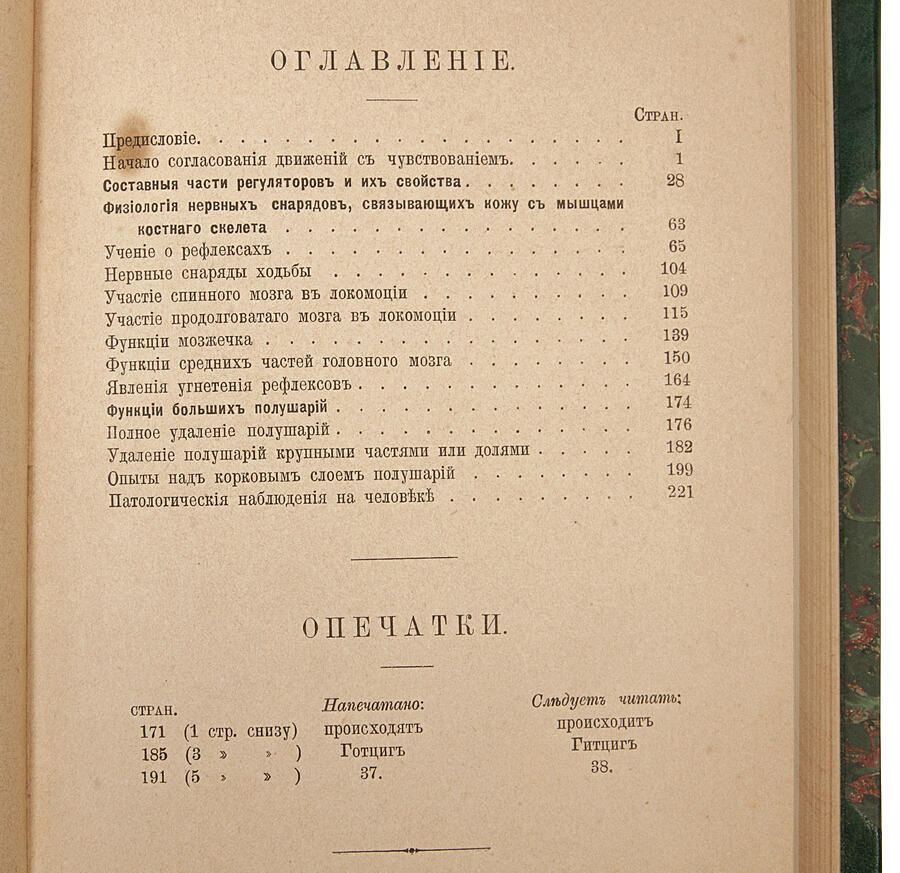 ОГЛАВЛЕНІЕ.
СТРАН.
Предисловіе. . . . . . . . . . . . . . . . I
Начало согласованія движеній съ чувствованіемъ. . . . . . 1
Составныя части регуляторовъ и ихъ свойства . . . . . . . . 28
Физіологія нервныхъ снарядовъ, связывающихъ кожу съ мышцами
костнаго скелета . . . . . . . . . . . . 63
Ученіе о рефлексахъ . . . . . . . . . . . . 65
Нервные снаряды ходьбы . . . . . . . . . . . 104
Участіе спинного мозга въ локомоціи . . . . . . . . 109
Участіе продолговатаго мозга въ локомоціи . . . . . . 115
Функціи мозжечка . . . . . . . . . . . . . 139
Функціи среднихъ частей головного мозга . . . . . . 150
Явленія угнетенія рефлексовъ . . . . . . . . . . 164
Функціи большихъ полушарій . . . . . . . . . . . 174
Полное удаленіе полушарій . . . . . . . . . . . 176
Удаленіе полушарій крупными частями или долями . . . . 182
Опыты надъ корковымъ слоемъ полушарій . . . . . . 199
Патологическія наблюденія на человѣкѣ . . . . . . . 221
ОПЕЧАТКИ.
СТРАН. Напечатано: Слѣдуетъ читать:
171 (1 стр. снизу) происходятъ происходитъ
185 (3 » » ) Готцигъ Гитцигъ
191 (5 » » ) 37. 38.